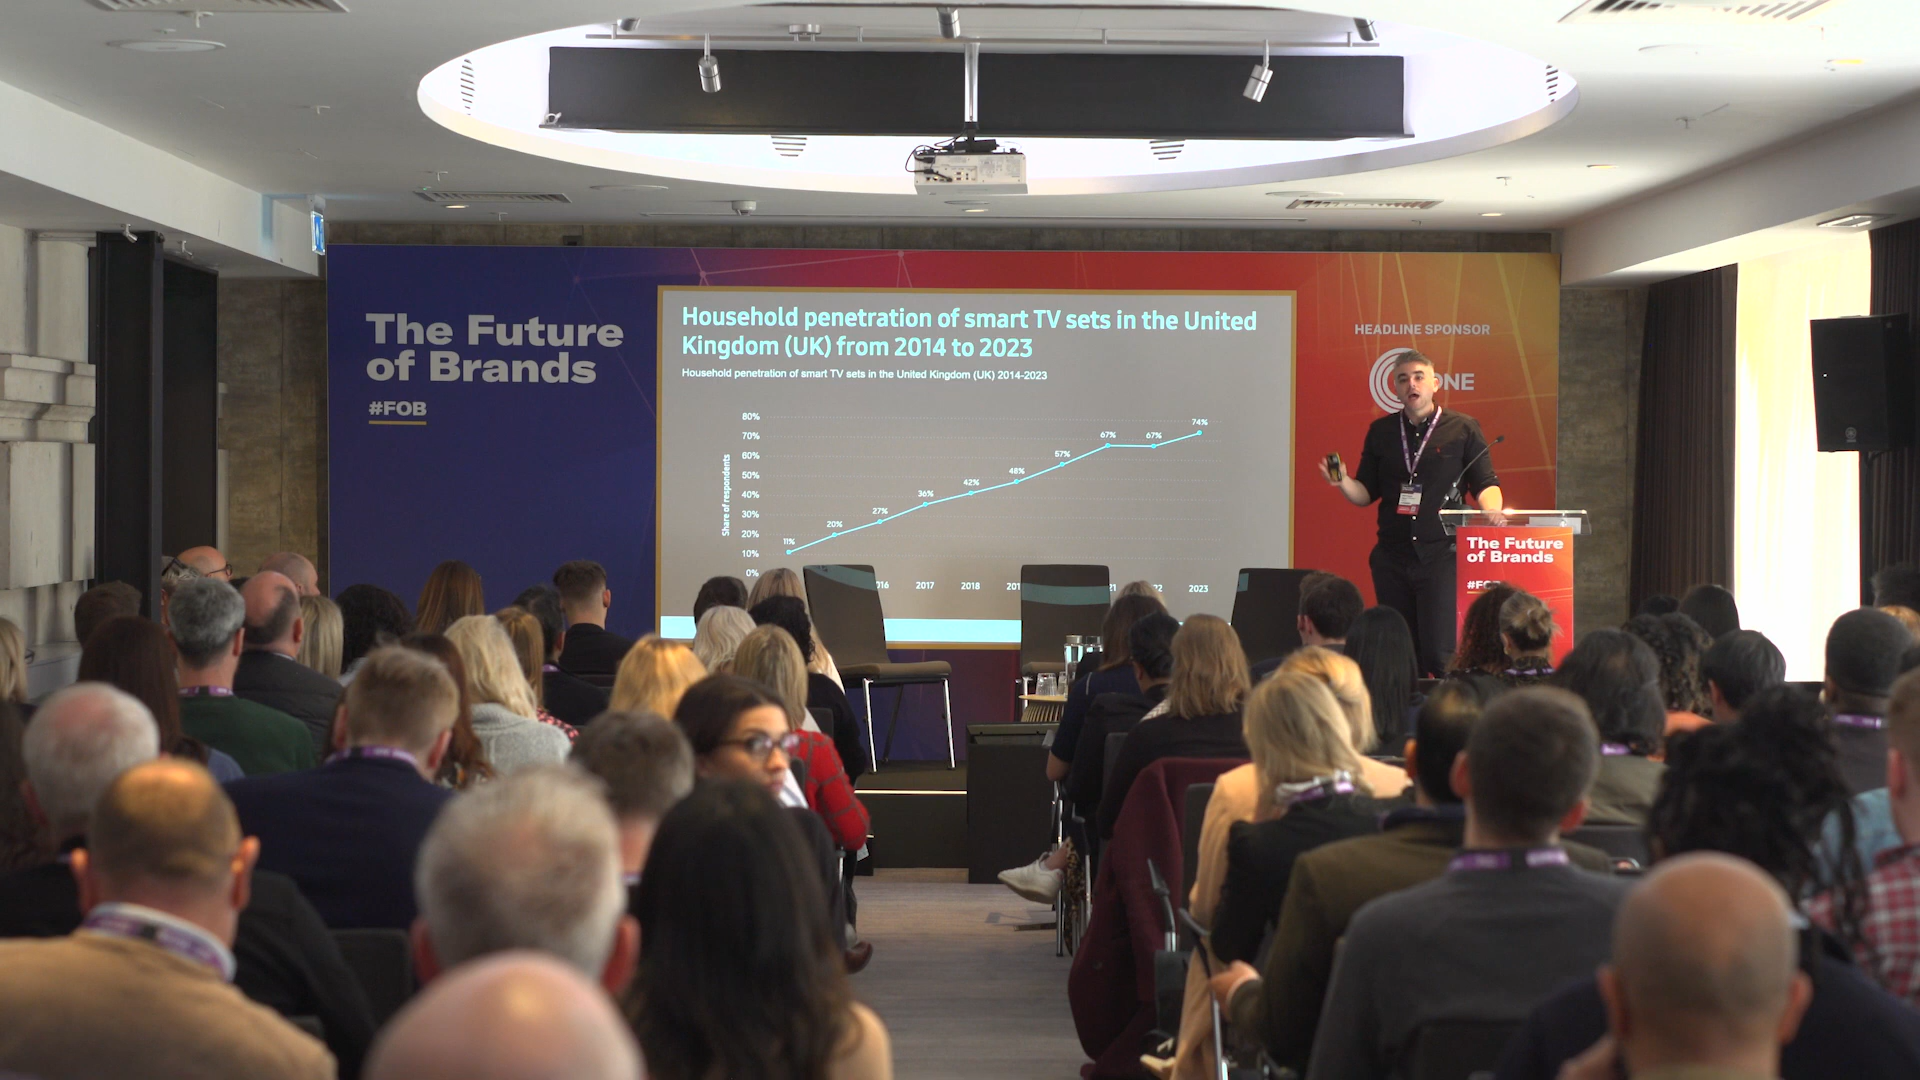 The Future
of Brands
#FOB
Household penetration of smart TV sets in the United
Kingdom (UK) from 2014 to 2023
Household penetration of smart TV sets in the United Kingdom (UK) 2014-2023
Share of respondents
80%
70%
60%
50%
40%
30%
20%
10%
0%
11%
20%
27%
36%
42%
48%
57%
67%
67%
74%
2017
2018
2023
HEADLINE SPONSOR
The Future
of Brands